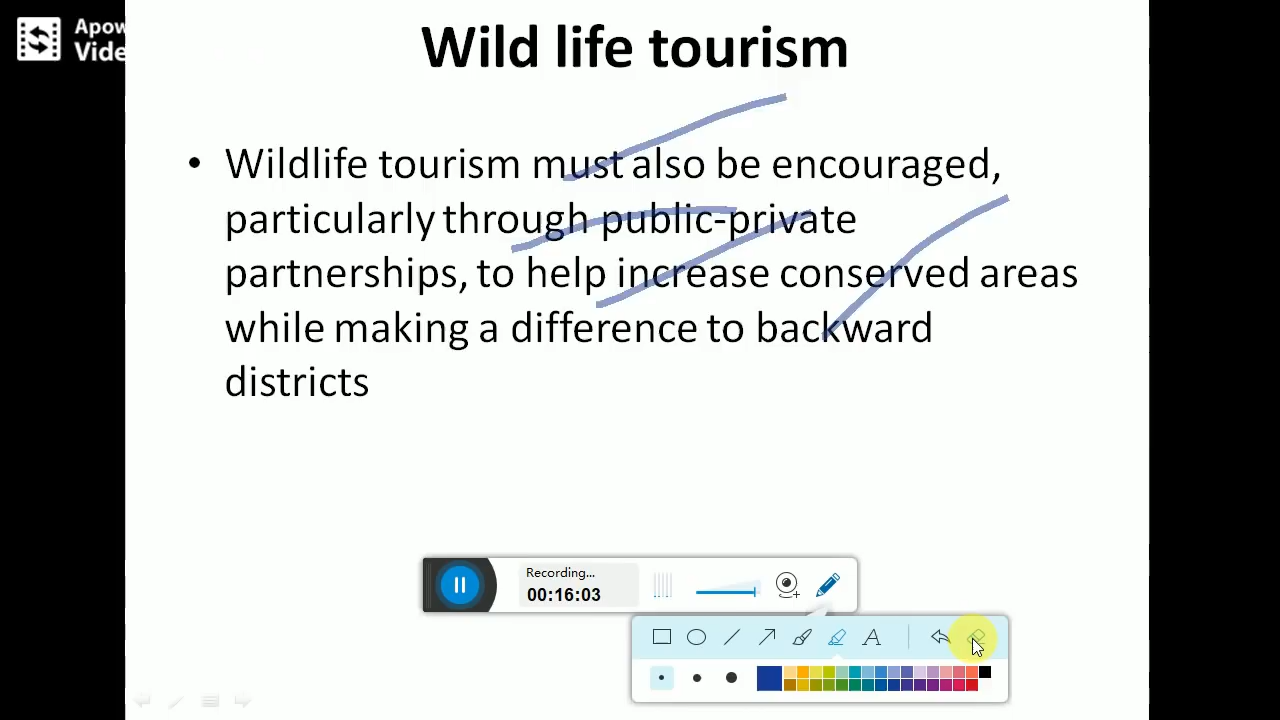 Apow
Vide
Wild life tourism
• Wildlife tourism must also be encouraged,
particularly through public-private
partnerships, to help increase conserved areas
while making a difference to backward
districts
Recording...
00:16:03
A